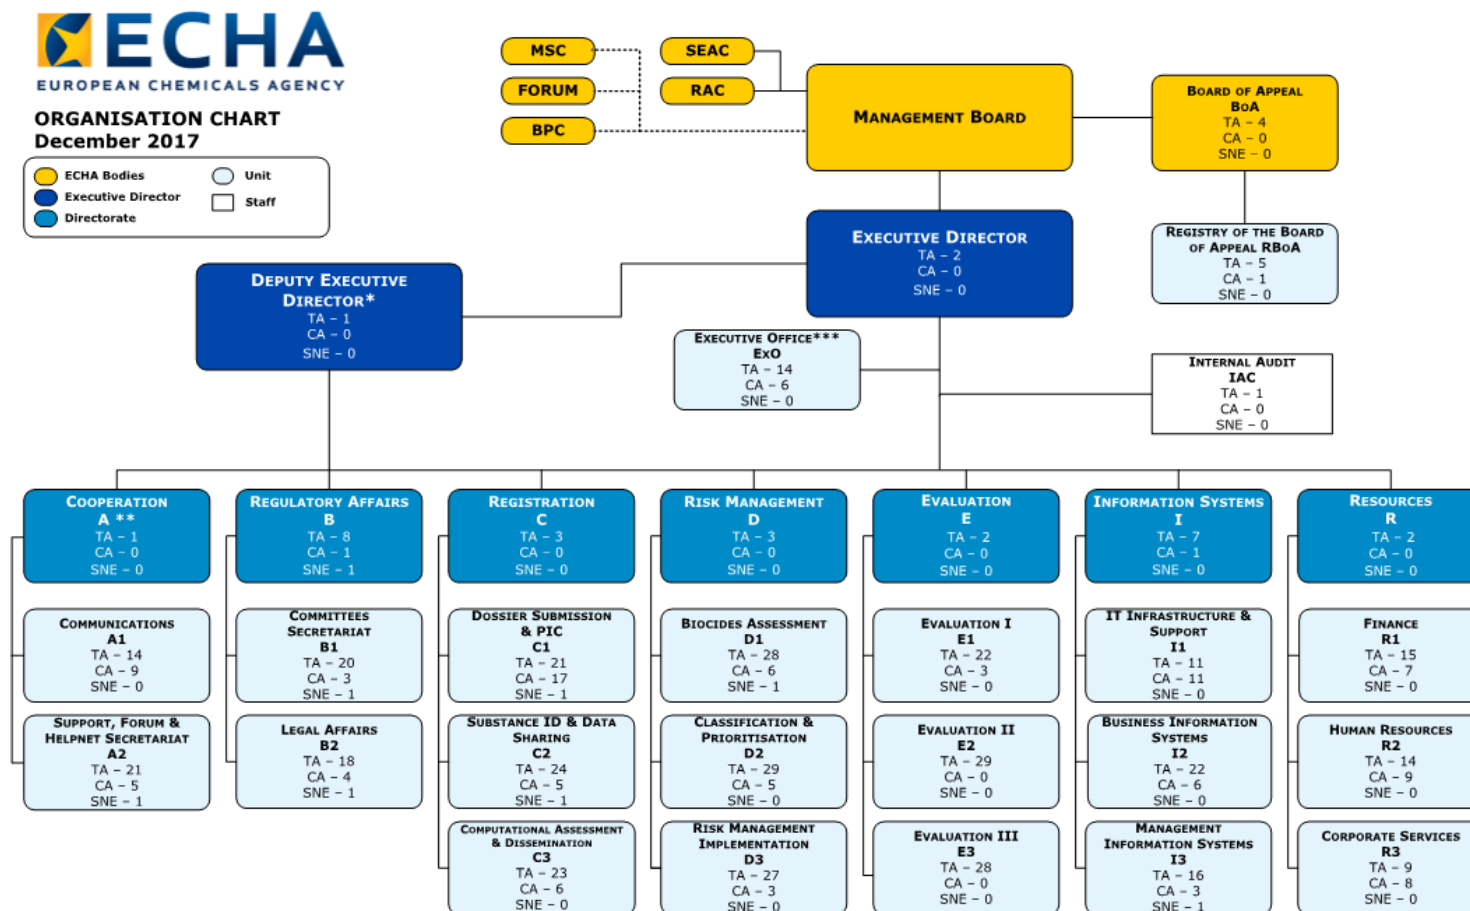 ECHA
EUROPEAN CHEMICALS AGENCY
ORGANISATION CHART
December 2017
ECHA Bodies
Executive Director
Directorate
Unit
Staff
MSC
FORUM
BPC
SEAC
RAC
MANAGEMENT BOARD
BOARD OF APPEAL
BOA
TA – 4
CA – 0
SNE – 0
REGISTRY OF THE BOARD
OF APPEAL RBOA
TA – 5
CA – 1
SNE – 0
EXECUTIVE DIRECTOR
TA – 2
CA – 0
SNE – 0
DEPUTY EXECUTIVE
DIRECTOR*
TA – 1
CA – 0
SNE – 0
EXECUTIVE OFFICE***
EXO
TA – 14
CA – 6
SNE – 0
INTERNAL AUDIT
IAC
TA – 1
CA – 0
SNE – 0
COOPERATION
A **
TA – 1
CA – 0
SNE – 0
COMMUNICATIONS
A1
TA – 14
CA – 9
SNE – 0
SUPPORT, FORUM &
HELPNET SECRETARIAT
A2
TA – 21
CA – 5
SNE – 1
REGULATORY AFFAIRS
B
TA – 8
CA – 1
SNE – 1
COMMITTEES
SECRETARIAT
B1
TA – 20
CA – 3
SNE – 1
LEGAL AFFAIRS
B2
TA – 18
CA – 4
SNE – 1
REGISTRATION
C
TA – 3
CA – 0
SNE – 0
DOSSIER SUBMISSION
& PIC
C1
TA – 21
CA – 17
SNE – 1
SUBSTANCE ID & DATA
SHARING
C2
TA – 24
CA – 5
SNE – 1
COMPUTATIONAL ASSESSMENT
& DISSEMINATION
C3
TA – 23
CA – 6
SNE – 0
RISK MANAGEMENT
D
TA – 3
CA – 0
SNE – 0
BIOCIDES ASSESSMENT
D1
TA – 28
CA – 6
SNE – 1
CLASSIFICATION &
PRIORITISATION
D2
TA – 29
CA – 5
SNE – 0
RISK MANAGEMENT
IMPLEMENTATION
D3
TA – 27
CA – 3
SNE – 0
EVALUATION
E
TA – 2
CA – 0
SNE – 0
EVALUATION I
E1
TA – 22
CA – 3
SNE – 0
EVALUATION II
E2
TA – 29
CA – 0
SNE – 0
EVALUATION III
E3
TA – 28
CA – 0
SNE – 0
INFORMATION SYSTEMS
I
TA – 7
CA – 1
SNE – 0
IT INFRASTRUCTURE &
SUPPORT
I1
TA – 11
CA – 11
SNE – 0
BUSINESS INFORMATION
SYSTEMS
I2
TA – 22
CA – 6
SNE – 0
MANAGEMENT
INFORMATION SYSTEMS
I3
TA – 16
CA – 3
SNE – 1
RESOURCES
R
TA – 2
CA – 0
SNE – 0
FINANCE
R1
TA – 15
CA – 7
SNE – 0
HUMAN RESOURCES
R2
TA – 14
CA – 9
SNE – 0
CORPORATE SERVICES
R3
TA – 9
CA – 8
SNE – 0